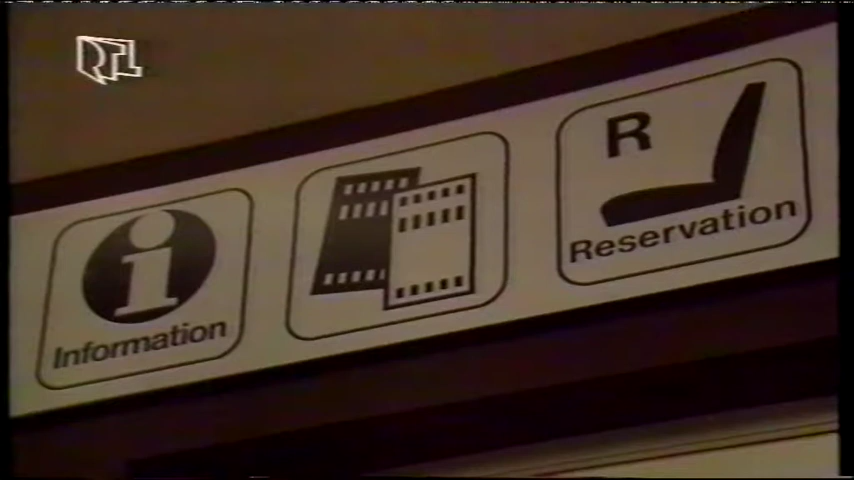 RTL
i
Information
R
Reservation